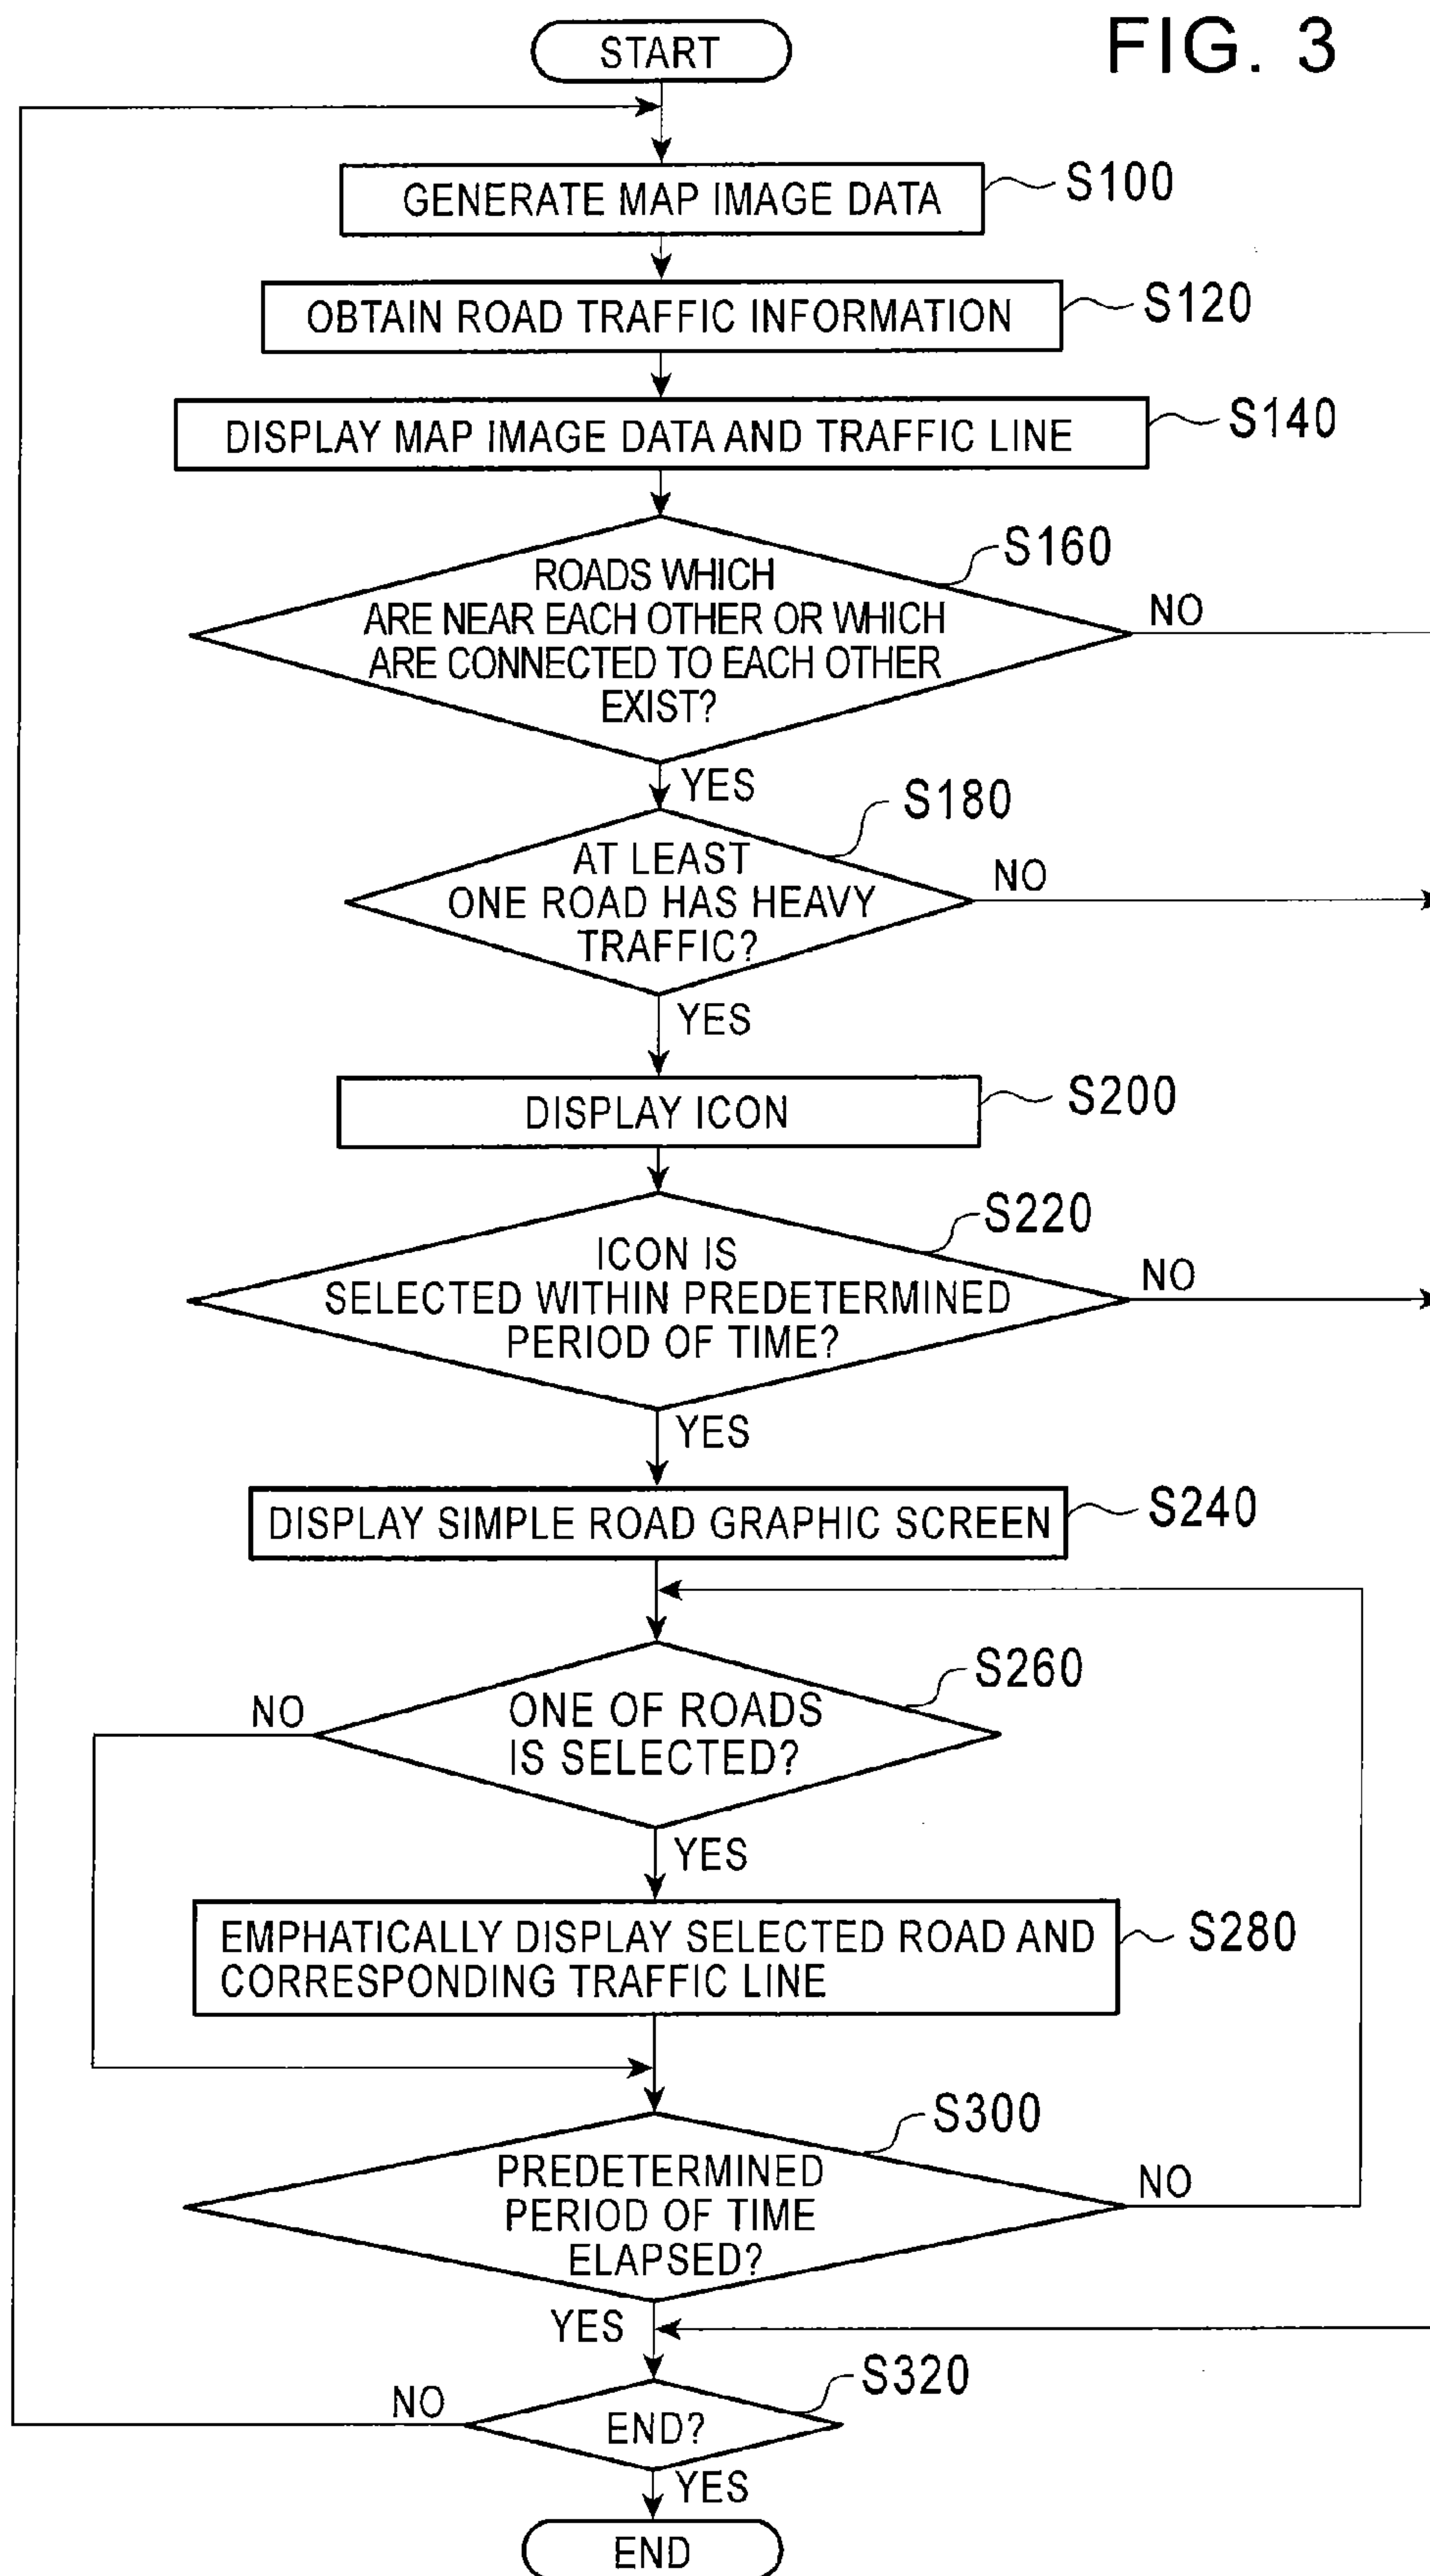 FIG. 3
START
GENERATE MAP IMAGE DATA
S100
OBTAIN ROAD TRAFFIC INFORMATION
S120
DISPLAY MAP IMAGE DATA AND TRAFFIC LINE
S140
S160
ROADS WHICH
ARE NEAR EACH OTHER OR WHICH
ARE CONNECTED TO EACH OTHER
EXIST?
NO
YES
S180
AT LEAST
ONE ROAD HAS HEAVY
TRAFFIC?
NO
YES
DISPLAY ICON
S200
S220
ICON IS
SELECTED WITHIN PREDETERMINED
PERIOD OF TIME?
NO
YES
DISPLAY SIMPLE ROAD GRAPHIC SCREEN
S240
S260
NO
ONE OF ROADS
IS SELECTED?
YES
EMPHATICALLY DISPLAY SELECTED ROAD AND
CORRESPONDING TRAFFIC LINE
S280
S300
PREDETERMINED
PERIOD OF TIME
ELAPSED?
NO
YES
S320
NO
END?
YES
END